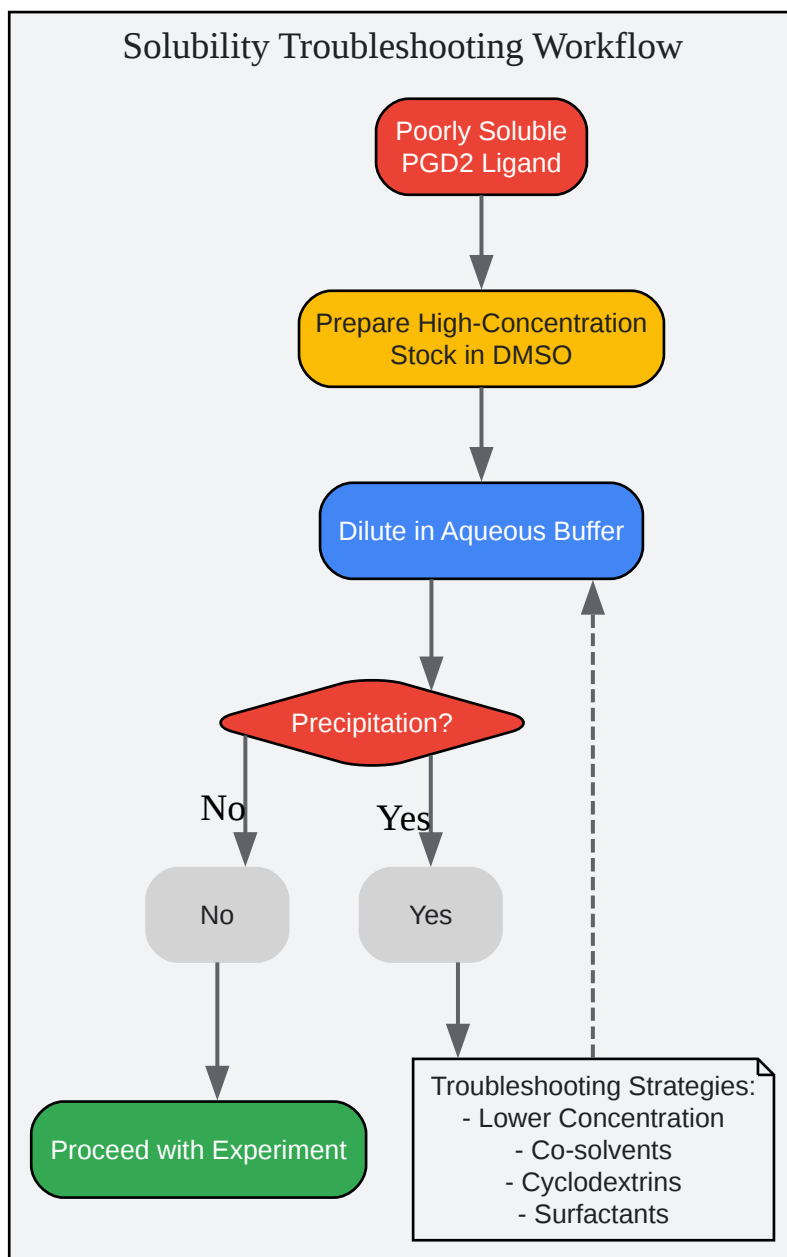 Solubility Troubleshooting Workflow
Poorly Soluble
PGD2 Ligand
Prepare High-Concentration
Stock in DMSO
Dilute in Aqueous Buffer
Precipitation?
No
Yes
No
Yes
Troubleshooting Strategies:
- Lower Concentration
- Co-solvents
- Cyclodextrins
- Surfactants
Proceed with Experiment